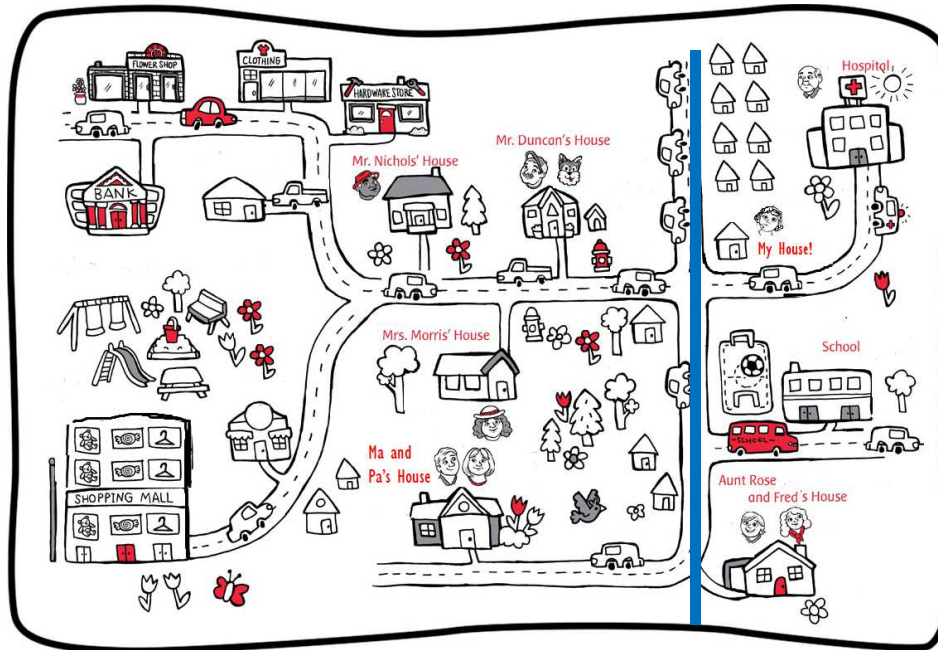 FLOWER SHOP
CLOTHING
HARDWARE STORE
Hospital
Mr. Nichols' House
Mr. Duncan's House
BANK
My House!
Mrs. Morris' House
School
SCHOOL
Ma and
Pa's House
SHOPPING MALL
Aunt Rose
and Fred's House